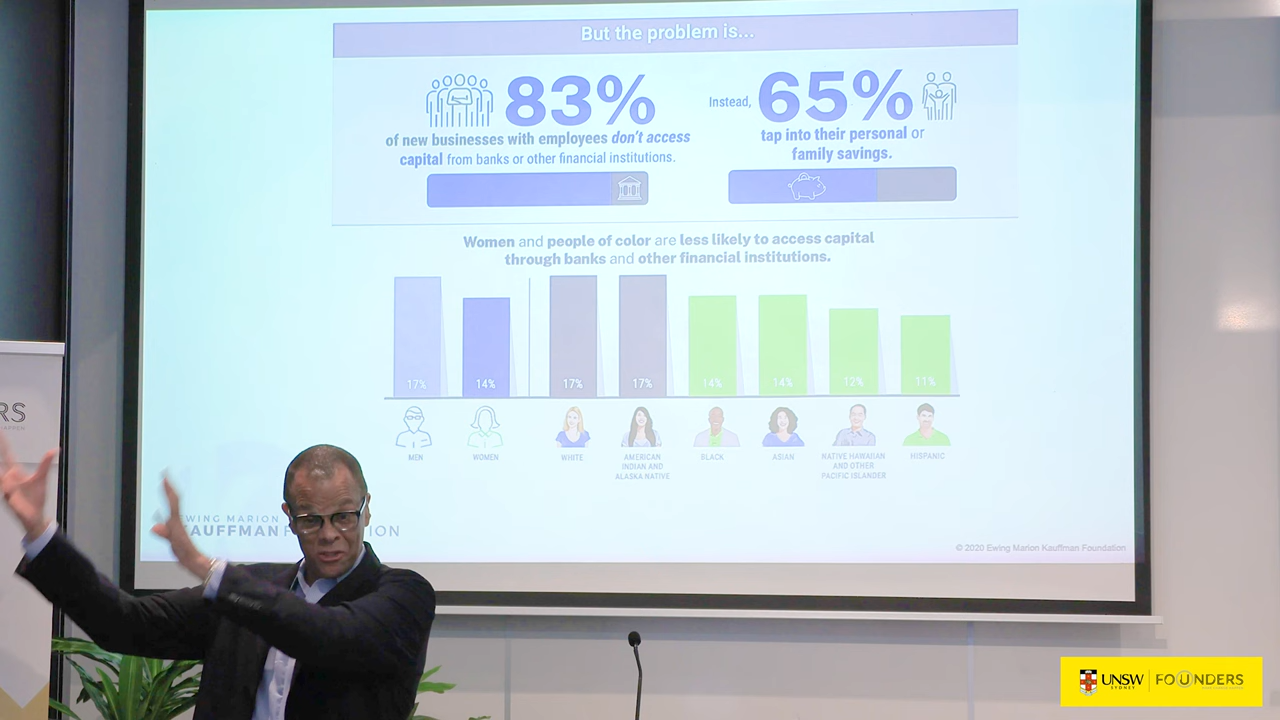 But the problem is...
83%
of new businesses with employees don't access
capital from banks or other financial institutions.
Instead, 65%
tap into their personal or
family savings.
Women and people of color are less likely to access capital
through banks and other financial institutions.
17%
14%
17%
17%
14%
14%
12%
11%
MEN
WOMEN
WHITE
AMERICAN
INDIAN AND
ALASKA NATIVE
BLACK
ASIAN
NATIVE HAWAIIAN
AND OTHER
PACIFIC ISLANDER
HISPANIC
RS
EWING MARION
KAUFFMAN F ION
© 2020 Ewing Marion Kauffman Foundation
UNSW
SYDNEY
FOUNDERS